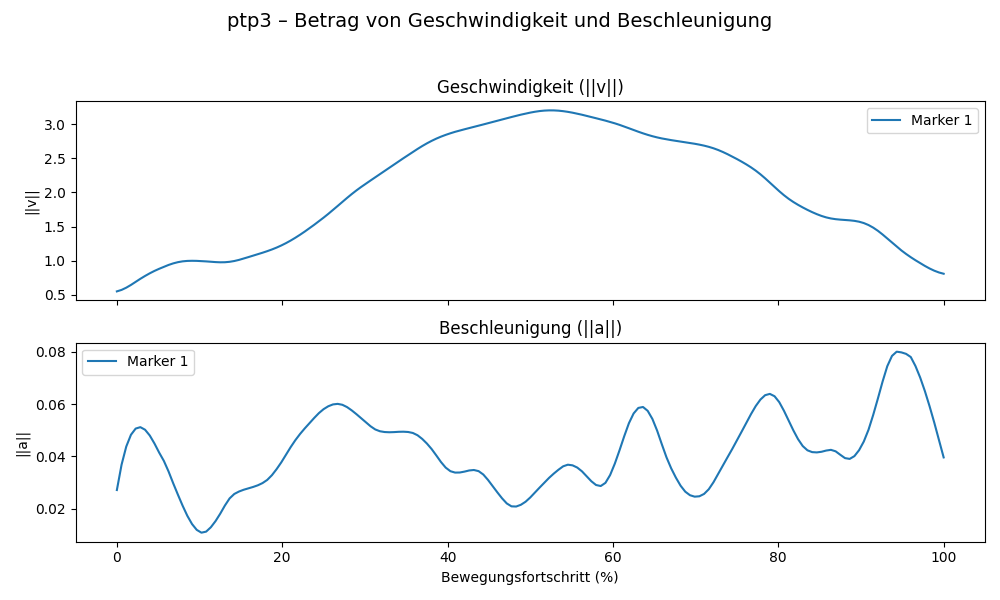 ptp3 – Betrag von Geschwindigkeit und Beschleunigung
Geschwindigkeit (||v||)
Marker 1
||v||
3.0
2.5
2.0
1.5
1.0
0.5
Beschleunigung (||a||)
Marker 1
||a||
0.08
0.06
0.04
0.02
0 20 40 60 80 100
Bewegungsfortschritt (%)